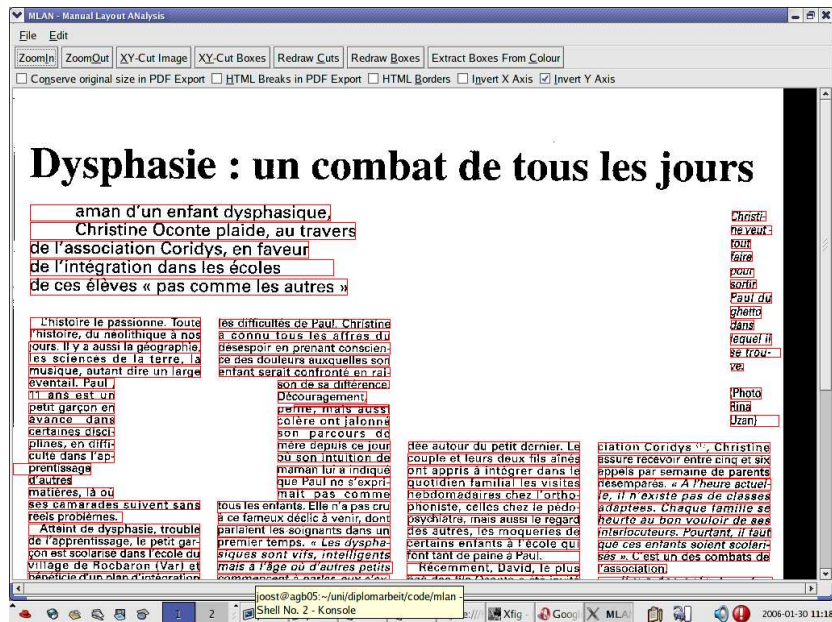 MLAN - Manual Layout ANalysis
File Edit
ZoomIn ZoomOut XY-Cut Image XY-Cut Boxes Redraw Cuts Redraw Boxes Extract Boxes From Colour
Conserve original size in PDF Export HTML Breaks in PDF Export HTML Borders Invert X Axis Invert Y Axis
Dysphasie : un combat de tous les jours
aman d'un enfant dysphasique,
Christine Oconte plaide, au travers
de l'association Coridys, en faveur
de l'intégration dans les écoles
de ces élèves « pas comme les autres »
Christi-
ne veut
tout
faire
pour
sortir
Paul du
ghetto
dans
lequel il
se trou-
ve.
(Photo
Rina
Uzan)
L'histoire le passionne. Toute
l'histoire, du néolithique à nos
jours. Il y a aussi la géographie,
les sciences de la terre, la
musique, autant dire un large
éventail. Paul,
11 ans est un
petit garçon en
avance dans
certaines disci-
plines, en diffi-
culté dans l'ap-
prentissage
d'autres
matières, là où
ses camarades suivent sans
réels problèmes.
Atteint de dysphasie, trouble
de l'apprentissage, le petit gar-
çon est scolarisé dans l'école du
village de Rocbaron (Var) et
bénéficie d'un plan d'intégration
les difficultés de Paul. Christine
a connu tous les affres du
désespoir en prenant conscien-
ce des douleurs auxquelles son
enfant serait confronté en rai-
son de sa différence.
Découragement,
peine, mais aussi
colère ont jalonné
son parcours de
mère depuis ce jour
où son intuition de
maman lui a indiqué
que Paul ne s'expri-
mait pas comme
tous les enfants. Elle n'a pas cru
à ce fameux déclic à venir, dont
parlaient les soignants dans un
premier temps. « Les dyspha-
siques sont vifs, intelligents
mais à l'âge où d'autres petits
commencent à parler, eux
dée autour du petit dernier. Le
couple et leurs deux fils aînés
ont appris à intégrer dans le
quotidien familial les visites
hebdomadaires chez l'ortho-
phoniste, celles chez le pédo-
psychiatre, mais aussi le regard
des autres, les moqueries de
certains enfants à l'école qui
font tant de peine à Paul.
Récemment, David, le plus
ciation Coridys (1), Christine
assure recevoir entre cinq et six
appels par semaine de parents
désemparés. « A l'heure actuel-
le, il n'existe pas de classes
adaptées. Chaque famille se
heurte au bon vouloir de ses
interlocuteurs. Pourtant, il faut
que ces enfants soient scolari-
sés ». C'est un des combats de
l'association.
joost@agb05:~/uni/diplomarbeit/code/mlan -
Shell No. 2 - Konsole
1 2 e:/// Xfig - Goog MLA 2006-01-30 11:18